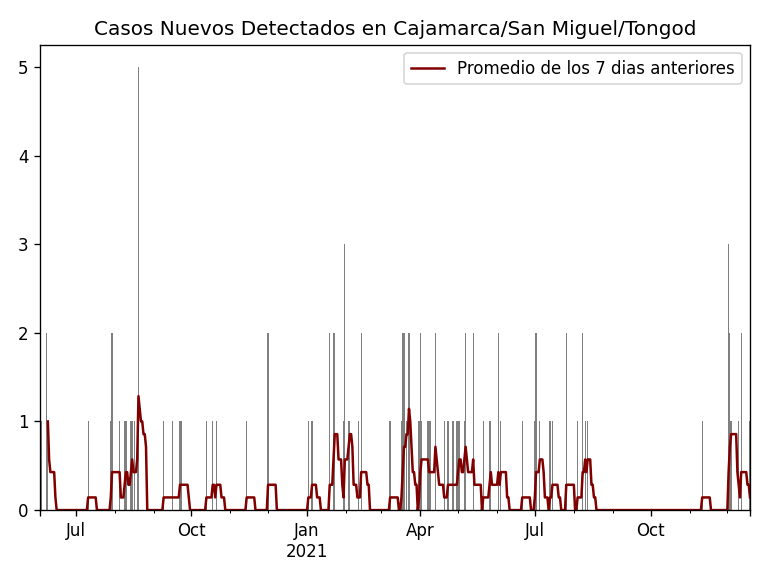 Casos Nuevos Detectados en Cajamarca/San Miguel/Tongod
Promedio de los 7 dias anteriores
5
4
3
2
1
0
Jul Oct Jan Apr Jul Oct
2021